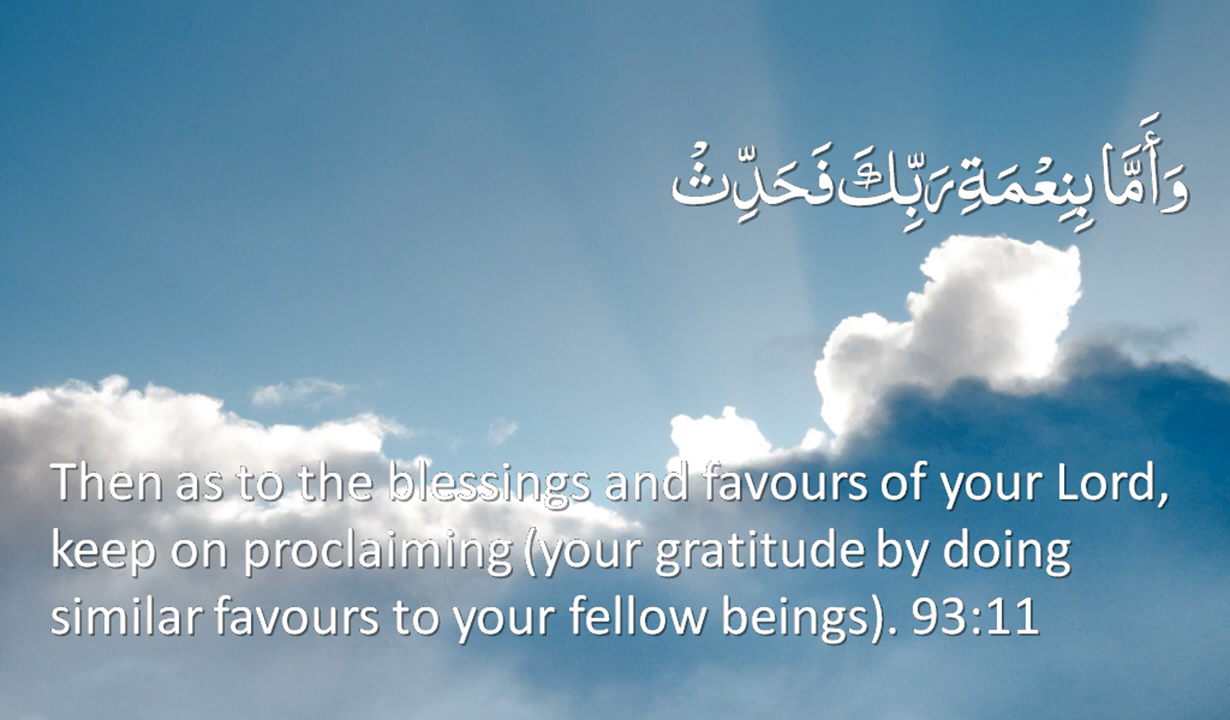 وَأَمَّا بِنِعْمَةِ رَبِّكَ فَحَدِّثْ
Then as to the blessings and favours of your Lord,
keep on proclaiming (your gratitude by doing
similar favours to your fellow beings). 93:11